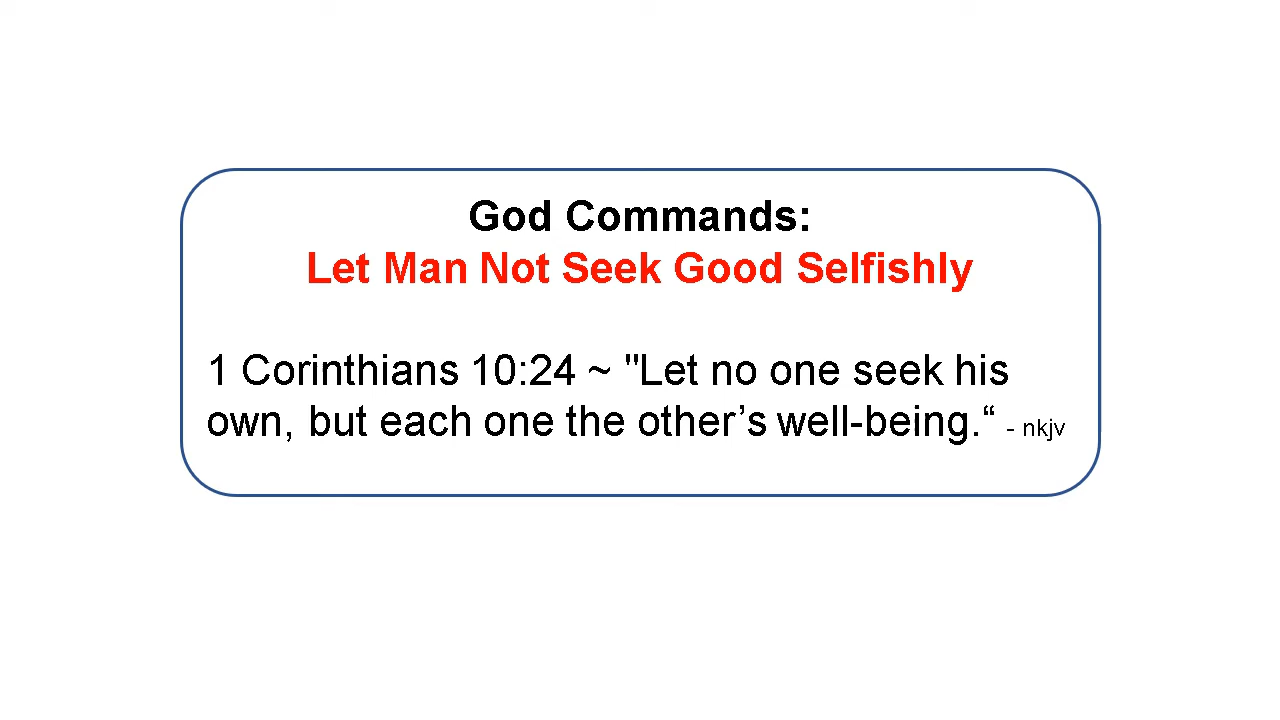 God Commands:
Let Man Not Seek Good Selfishly
1 Corinthians 10:24 ~ "Let no one seek his
own, but each one the other’s well-being.“ - nkjv